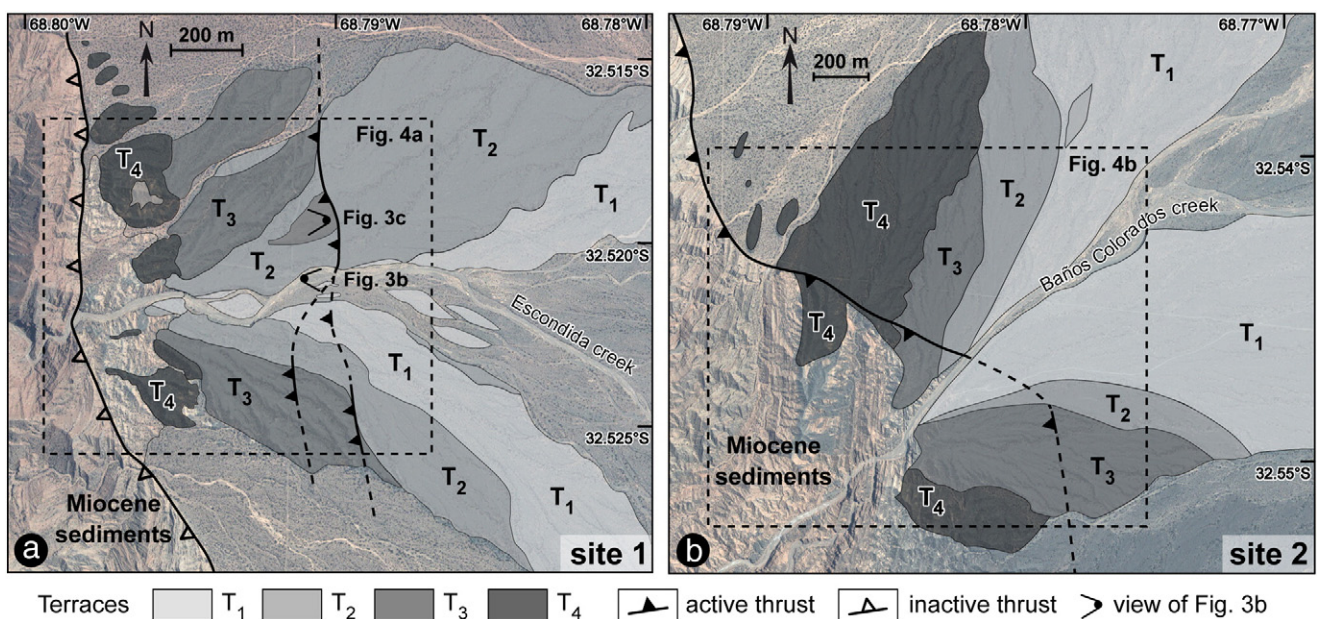 68.80°W
68.79°W
68.78°W
N
200 m
32.515°S
Fig. 4a
T4
T2
T1
T3
Fig. 3c
T2
32.520°S
Fig. 3b
Escondida creek
T1
T4
T3
32.525°S
T2
T1
Miocene
sediments
a
site 1
68.79°W
68.78°W
68.77°W
N
200 m
T1
Fig. 4b
32.54°S
T2
T4
Baños Colorados creek
T3
T4
T1
T2
Miocene
sediments
T3
32.55°S
T4
b
site 2
Terraces T1 T2 T3 T4 active thrust inactive thrust view of Fig. 3b